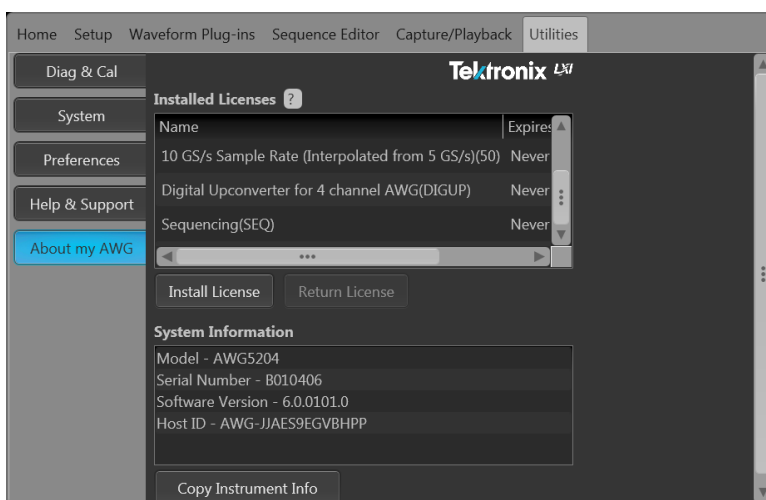 Home Setup Waveform Plug-ins Sequence Editor Capture/Playback Utilities
Diag & Cal
System
Preferences
Help & Support
About my AWG
Tektronix LXI
Installed Licenses ?
Name Expires
10 GS/s Sample Rate (Interpolated from 5 GS/s)(50) Never
Digital Upconverter for 4 channel AWG(DIGUP) Never
Sequencing(SEQ) Never
Install License Return License
System Information
Model - AWG5204
Serial Number - B010406
Software Version - 6.0.0101.0
Host ID - AWG-JJAES9EGVBHPP
Copy Instrument Info